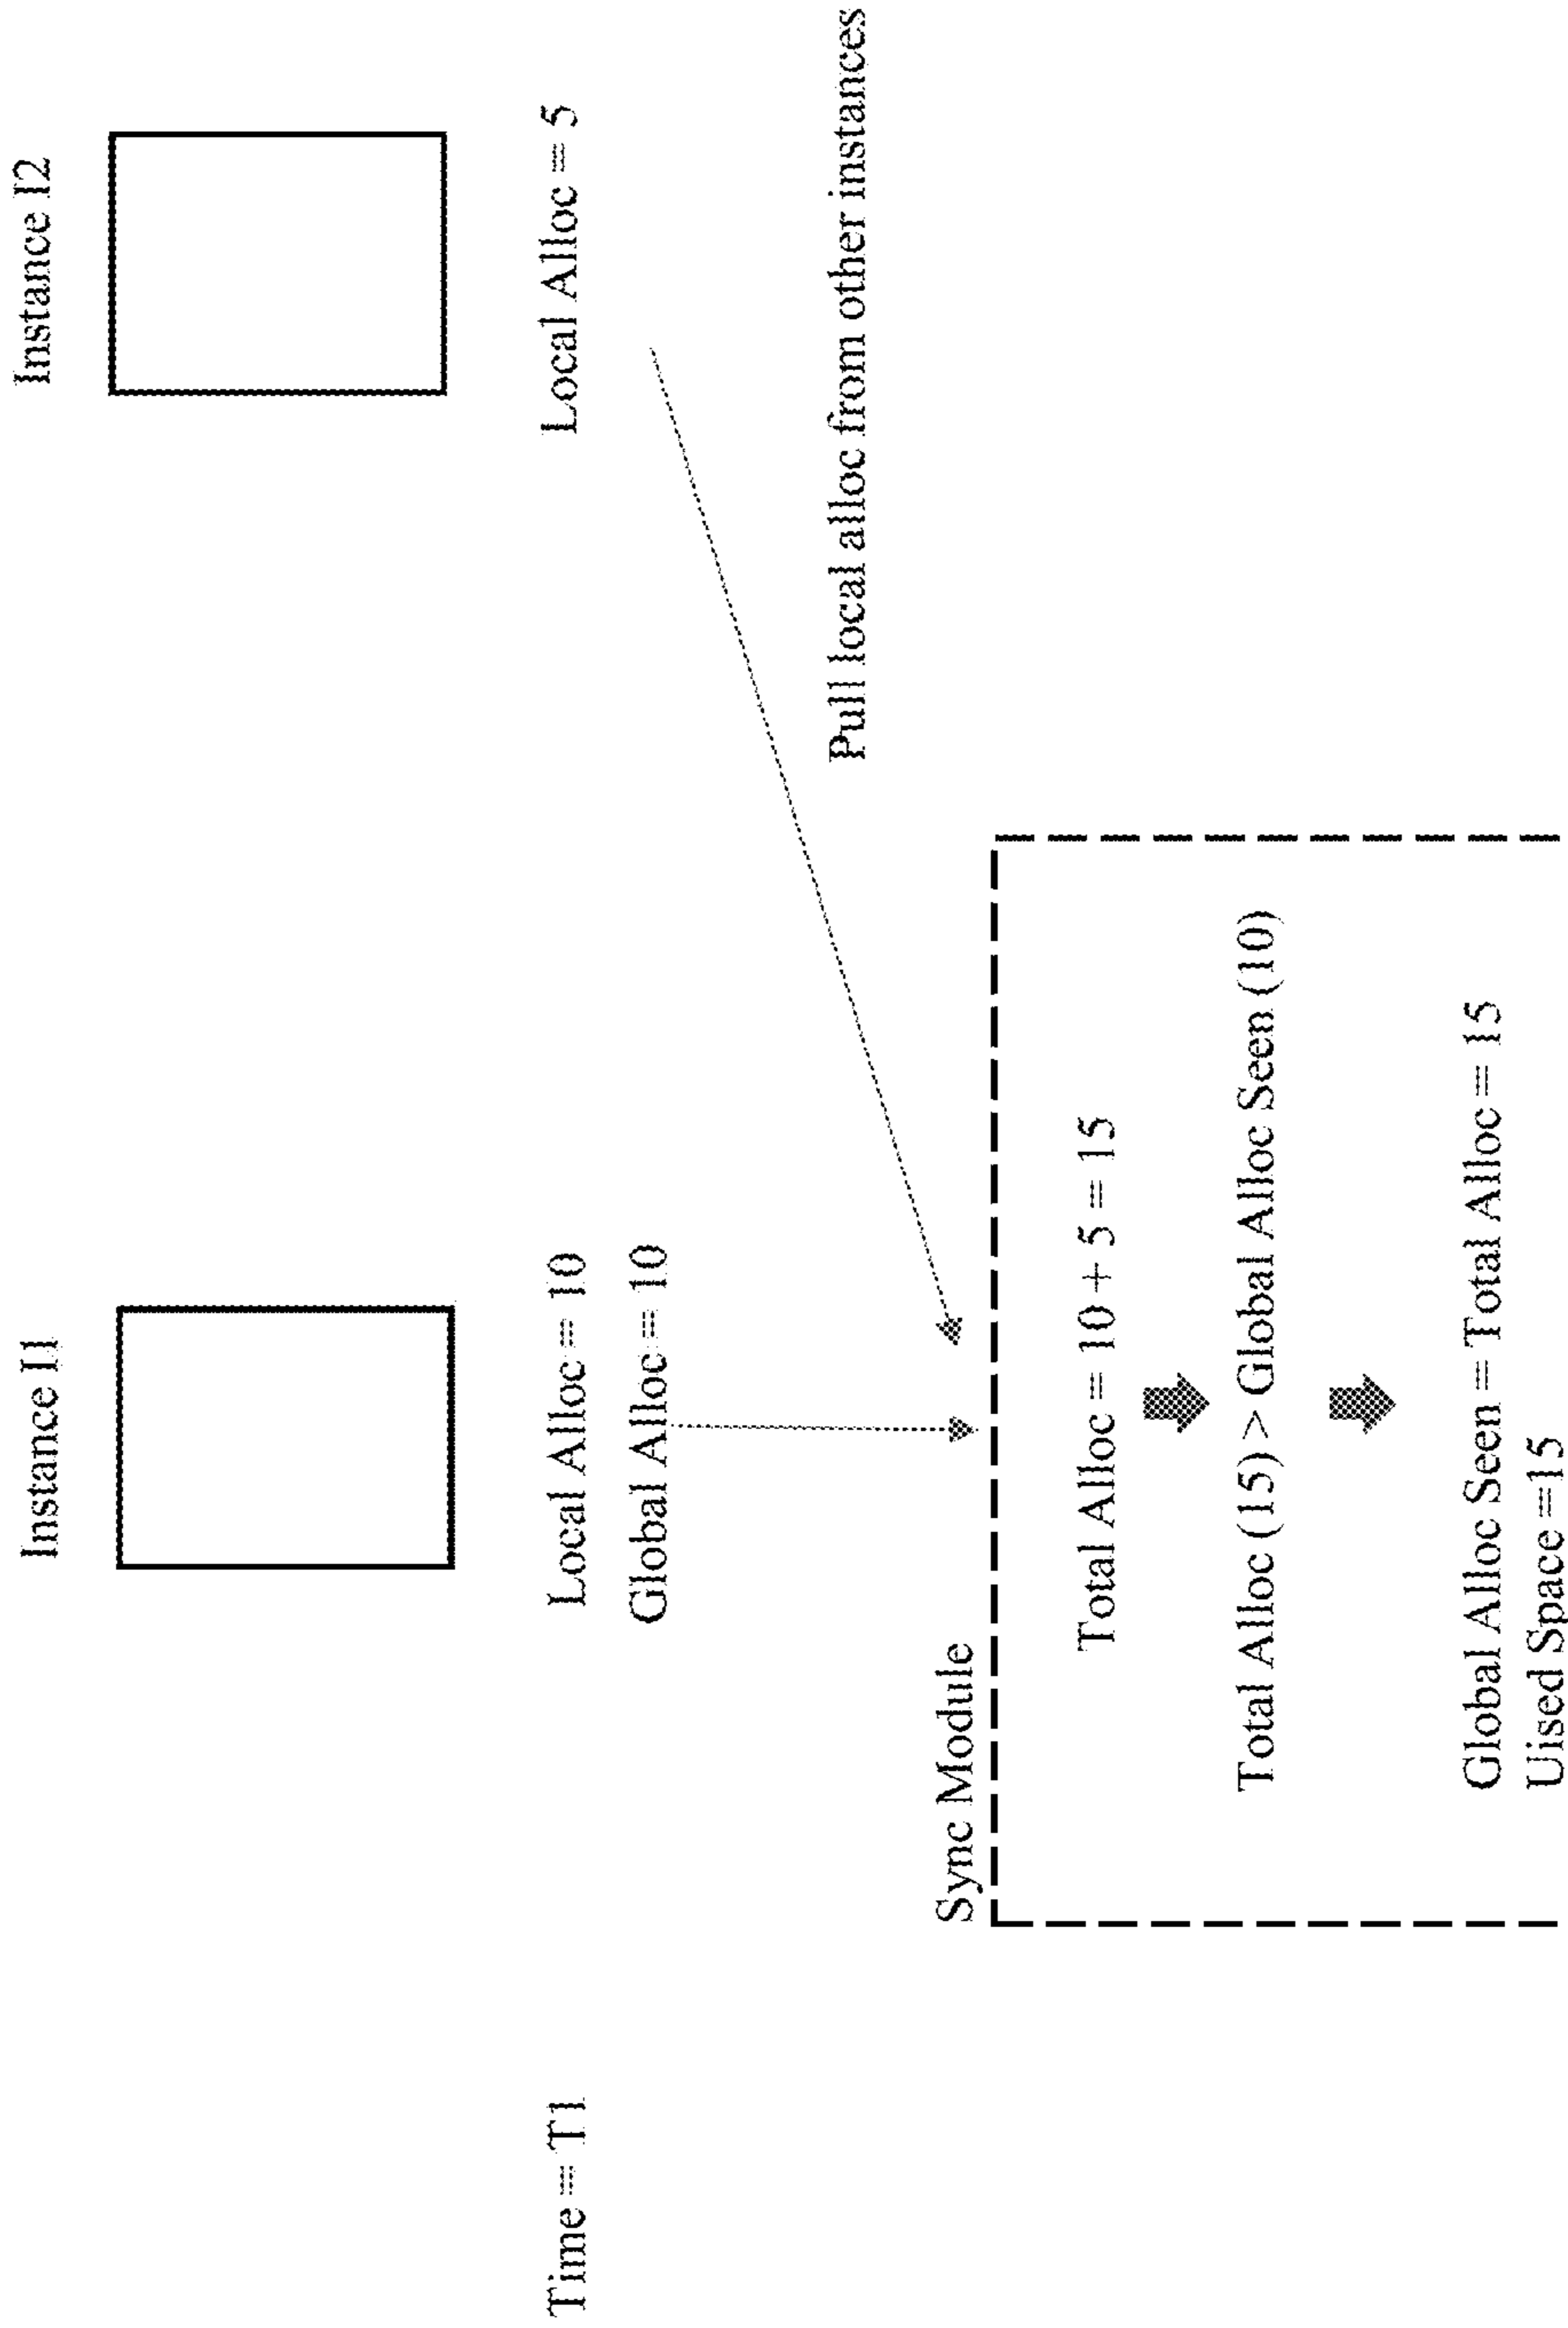 Instance I1
Instance I2
Time = T1
Local Alloc = 10
Global Alloc = 10
Local Alloc = 5
Pull local alloc from other instances
Sync Module
Total Alloc = 10 + 5 = 15
Total Alloc (15) > Global Alloc Seen (10)
Global Alloc Seen = Total Alloc = 15
Uised Space =15